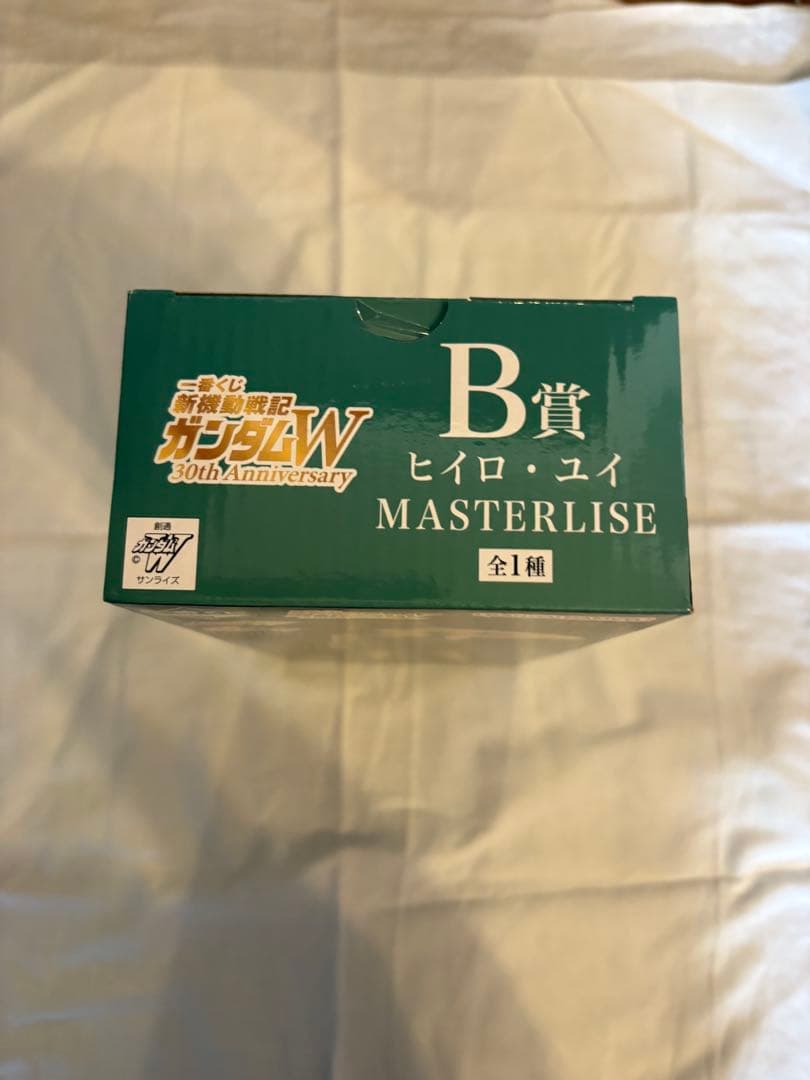 一番くじ
新機動戦記
ガンダムW
30th Anniversary
B賞
ヒイロ・ユイ
MASTERLISE
全1種
創通
ガンダムW
©
サンライズ